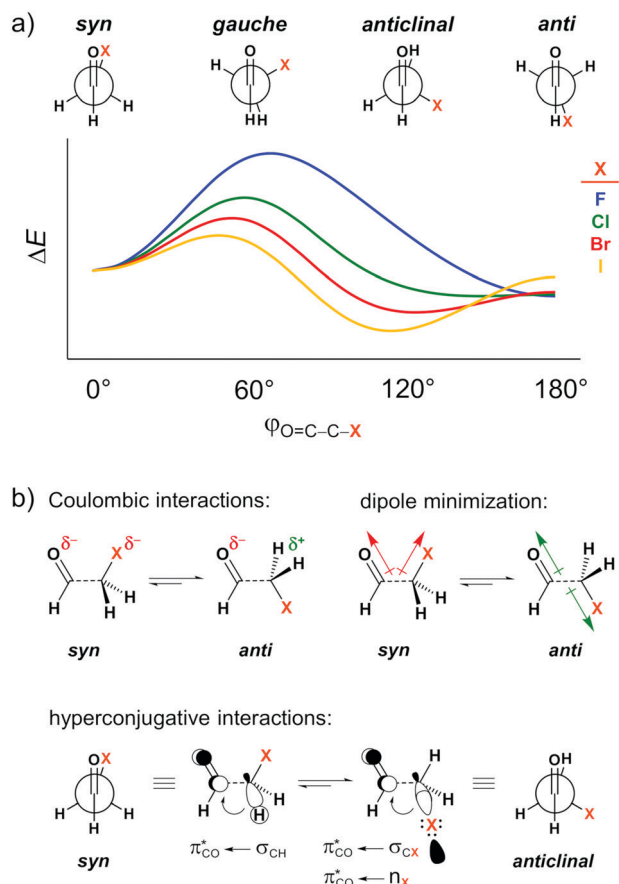 a) syn gauche anticlinal anti
O X H H H
O X H H H
O H H X H
O H H H X
ΔE
X
F
Cl
Br
I
0° 60° 120° 180°
φO=C–C–X
b) Coulombic interactions: dipole minimization:
O δ− X δ− H H H
O δ− H H δ+ H X
O X H H H
O H H H X
syn anti syn anti
hyperconjugative interactions:
O X H H H
X H H H
H H H X
O H H X H
π*CO ← σCH π*CO ← σCX
syn anticlinal
π*CO ← nX